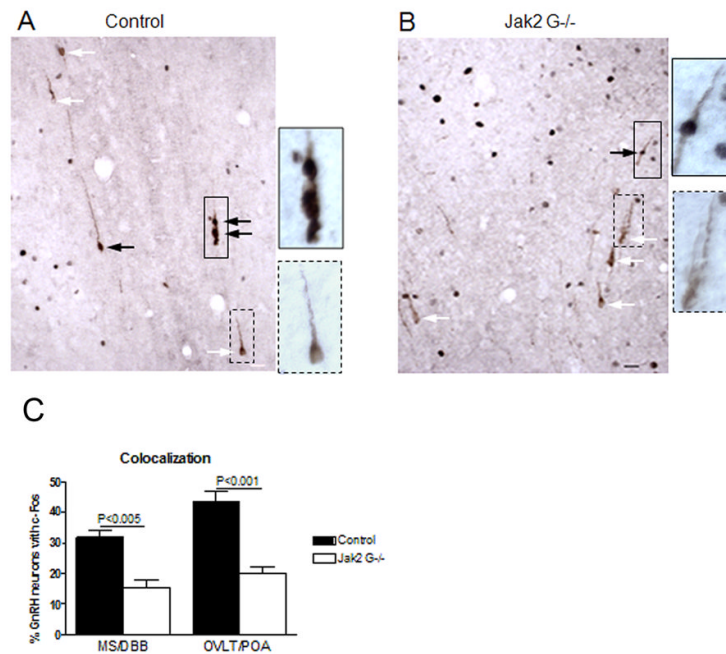 A
Control
B
Jak2 G-/-
C
Colocalization
% GnRH neurons with c-Fos
50
40
30
20
10
0
P<0.005
P<0.001
Control
Jak2 G-/-
MS/DBB
OVLT/POA